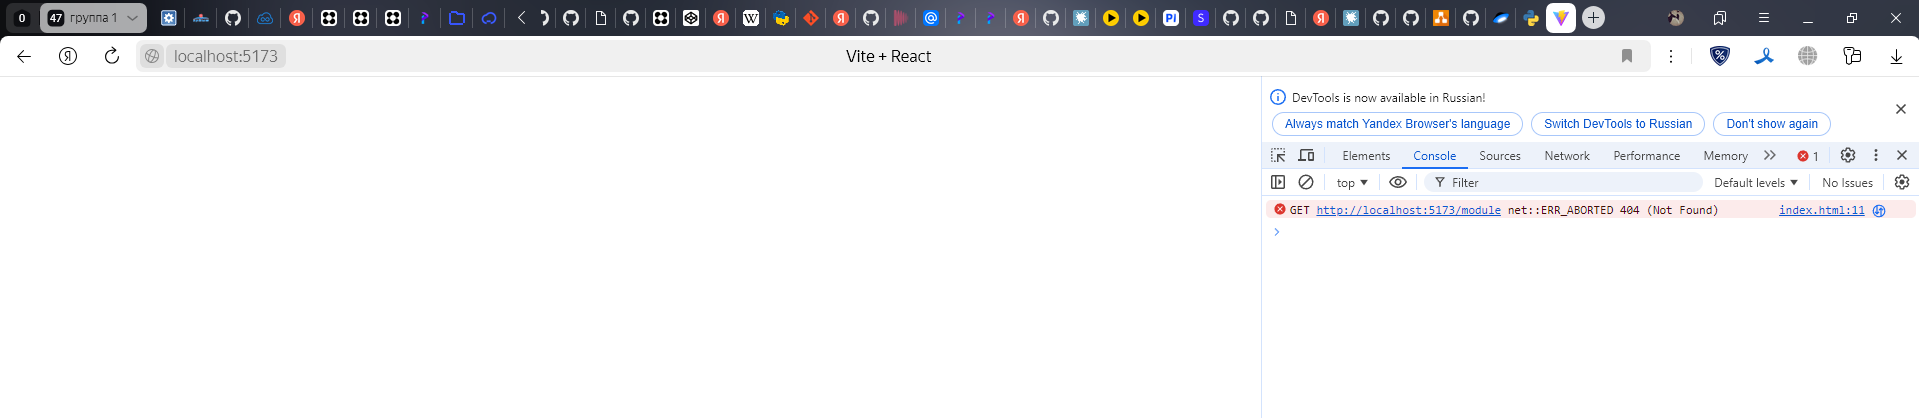 0 47 группа 1
localhost:5173 Vite + React
DevTools is now available in Russian!
Always match Yandex Browser's language Switch DevTools to Russian Don't show again
Elements Console Sources Network Performance Memory 1
top Filter Default levels No Issues
GET http://localhost:5173/module net::ERR_ABORTED 404 (Not Found) index.html:11